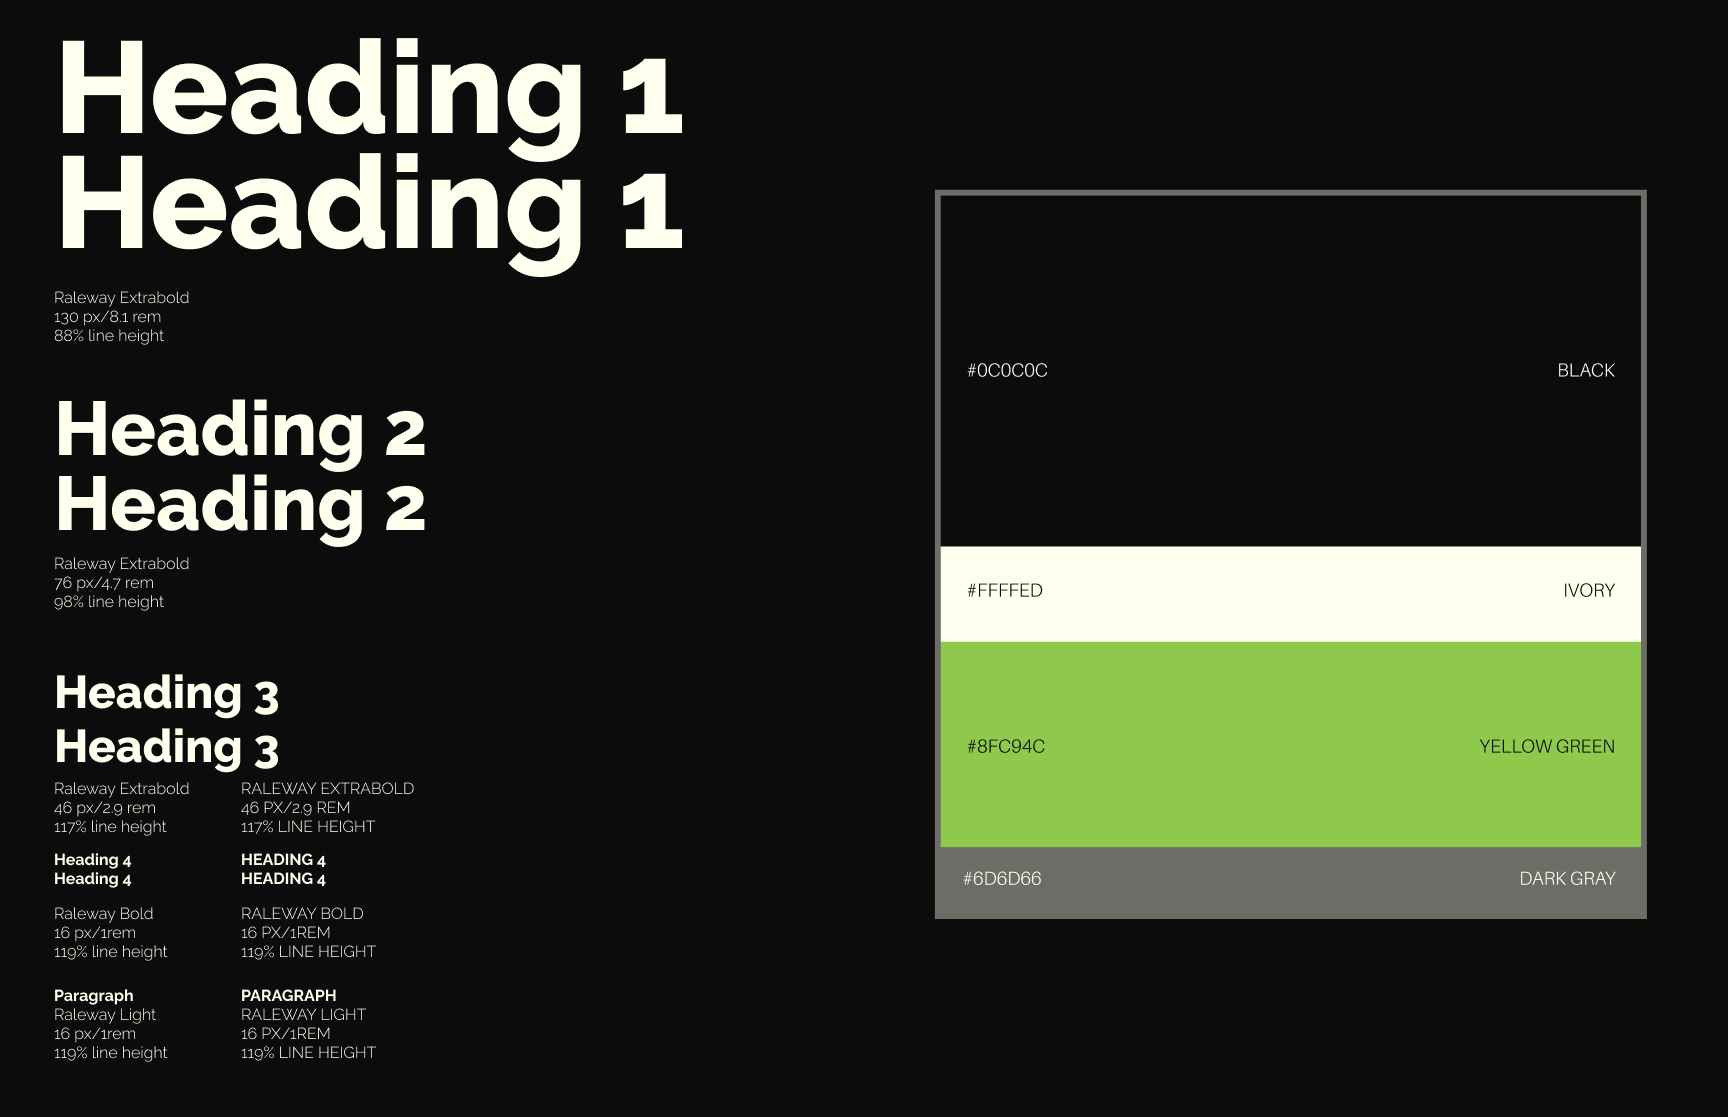 Heading 1
Heading 1
Raleway Extrabold
130 px/8.1 rem
88% line height
Heading 2
Heading 2
Raleway Extrabold
76 px/4.7 rem
98% line height
Heading 3
Heading 3
Raleway Extrabold
46 px/2.9 rem
117% line height
RALEWAY EXTRABOLD
46 PX/2.9 REM
117% LINE HEIGHT
Heading 4
Heading 4
HEADING 4
HEADING 4
Raleway Bold
16 px/1rem
119% line height
RALEWAY BOLD
16 PX/1REM
119% LINE HEIGHT
Paragraph
Raleway Light
16 px/1rem
119% line height
PARAGRAPH
RALEWAY LIGHT
16 PX/1REM
119% LINE HEIGHT
#0C0C0C BLACK
#FFFFED IVORY
#8FC94C YELLOW GREEN
#6D6D66 DARK GRAY